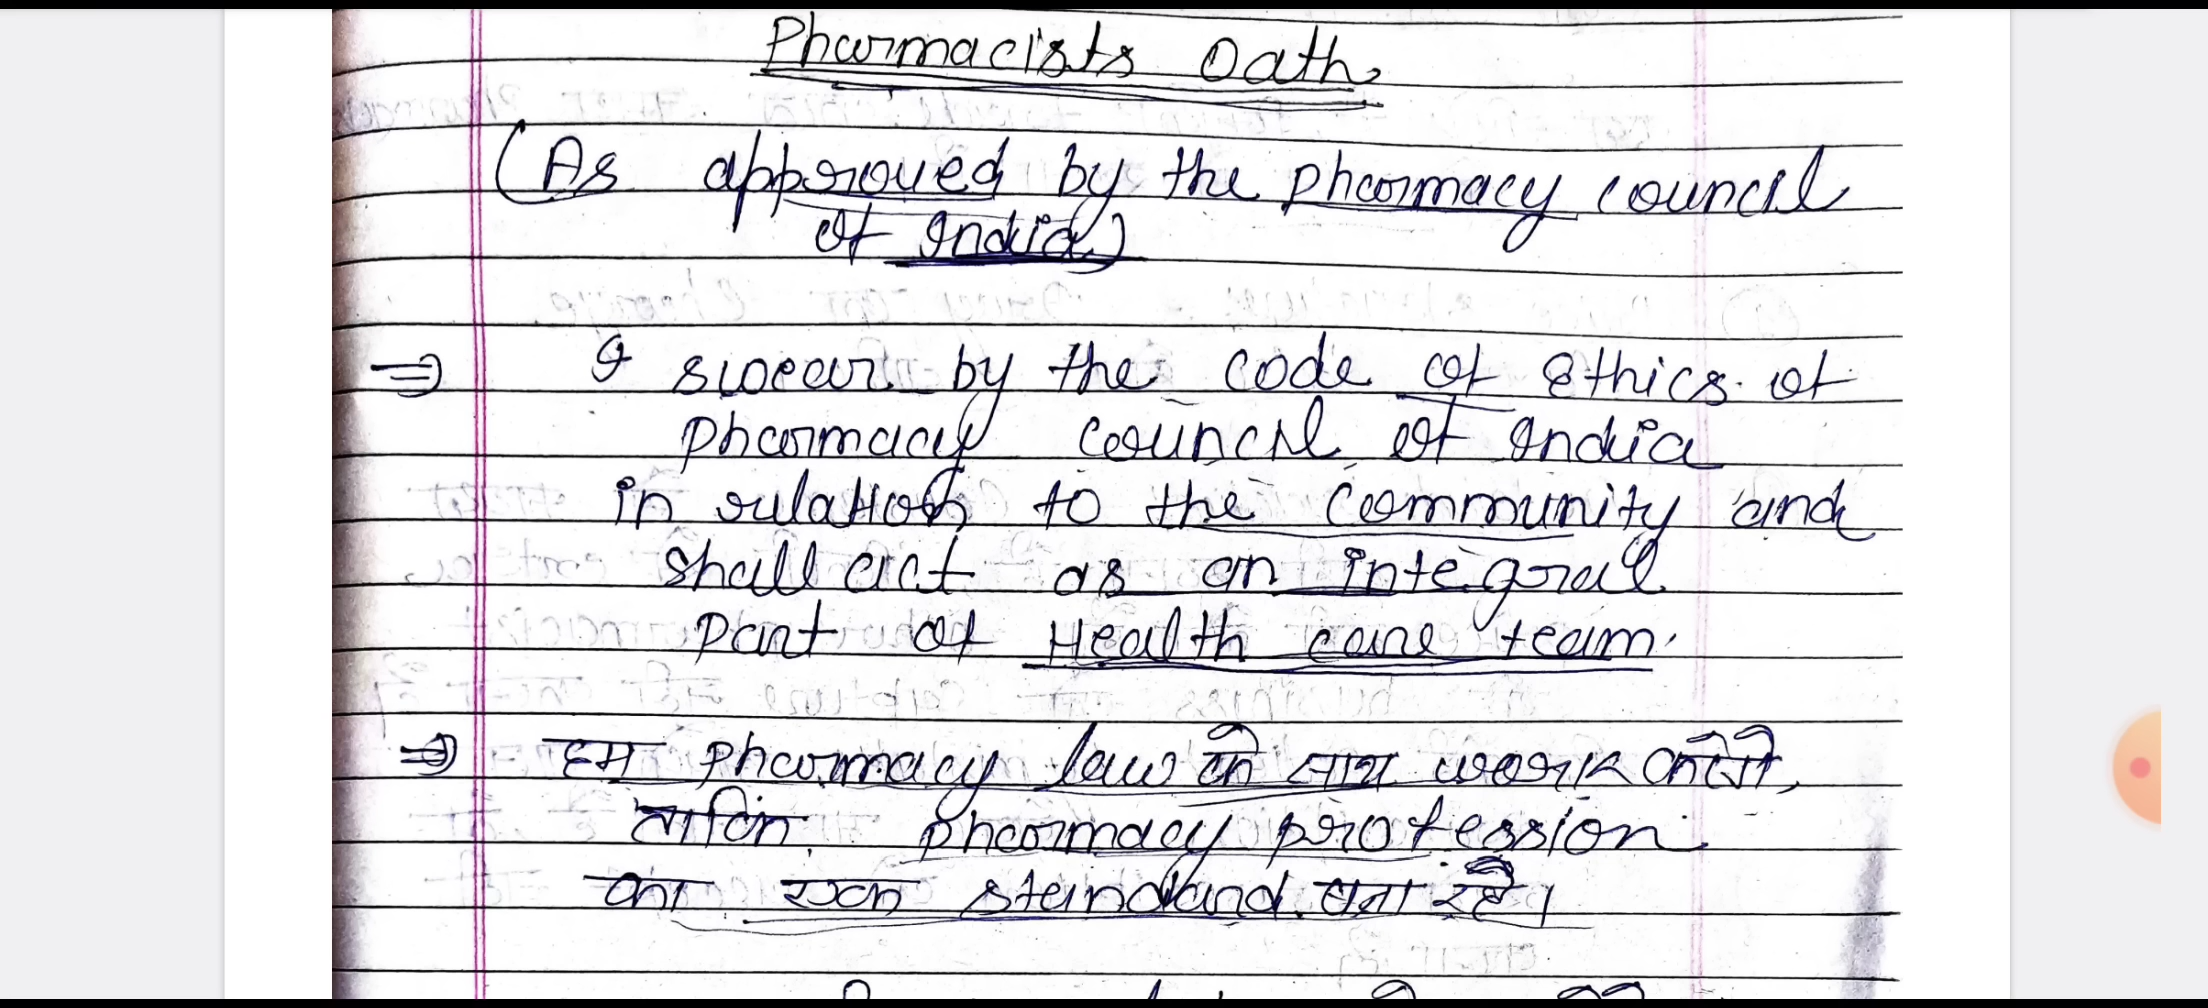 Pharmacists Oath
(As approved by the pharmacy council
of India)
I swear by the code of Ethics of
pharmacy council of India
in relation to the community and
shall act as an integral
part of Health care team.
हम pharmacy law के साथ work करेंगे,
ताकि pharmacy profession
का एक standard बना रहे।